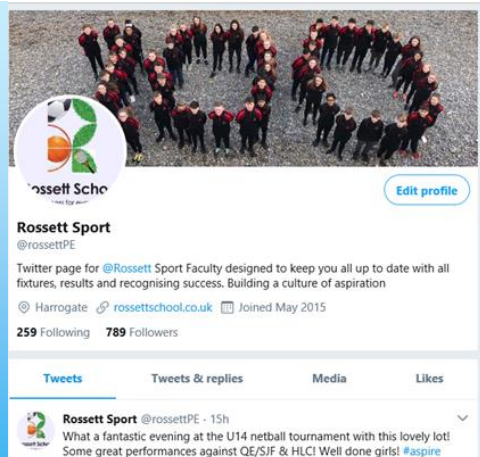 ossett Scho
Edit profile
Rossett Sport
@rossettPE
Twitter page for @Rossett Sport Faculty designed to keep you all up to date with all
fixtures, results and recognising success. Building a culture of aspiration
Harrogate rossettschool.co.uk Joined May 2015
259 Following 789 Followers
Tweets Tweets & replies Media Likes
Rossett Sport @rossettPE · 15h
What a fantastic evening at the U14 netball tournament with this lovely lot!
Some great performances against QE/SJF & HLC! Well done girls! #aspire